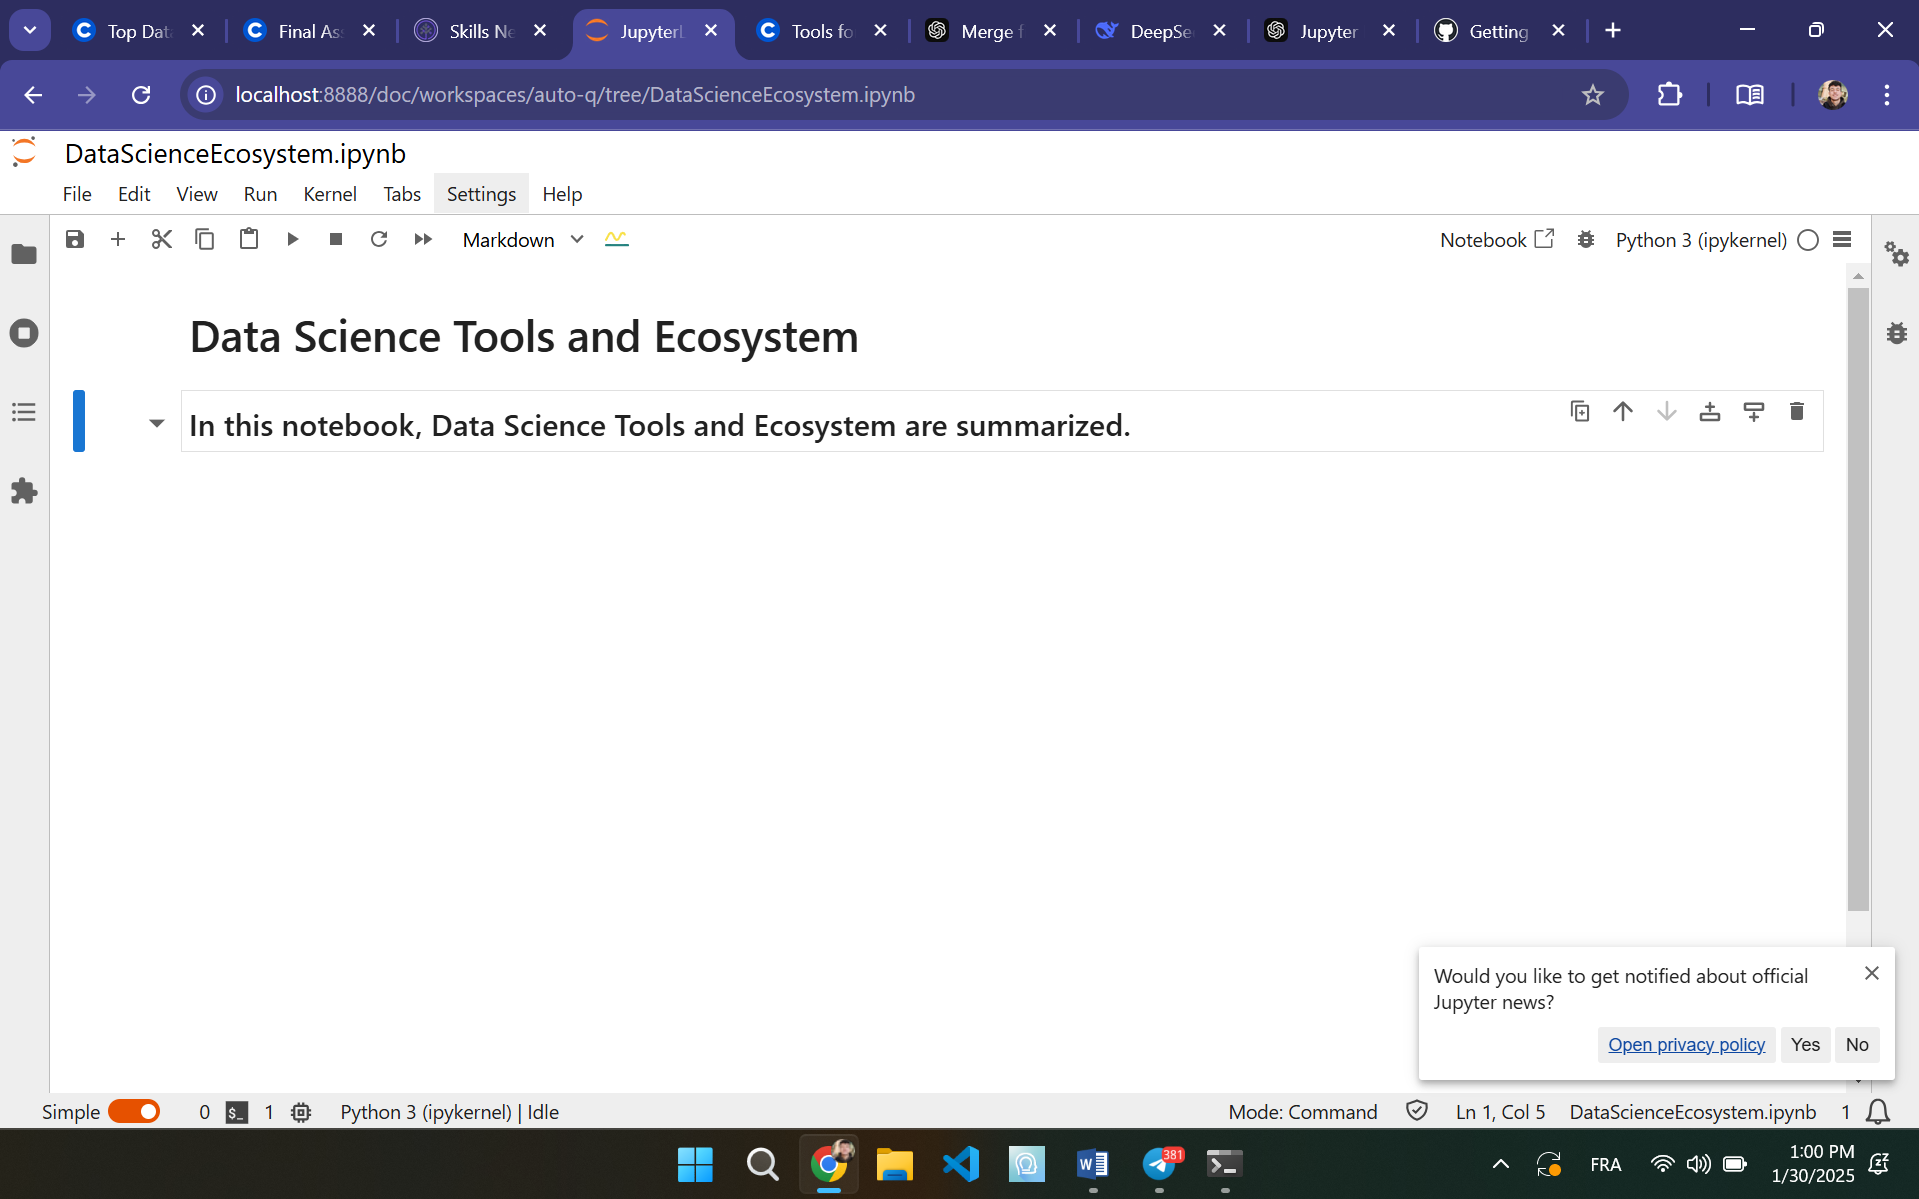 Top Data
Final Ass
Skills Ne
JupyterL
Tools fo
Merge f
DeepSe
Jupyter
Getting
localhost:8888/doc/workspaces/auto-q/tree/DataScienceEcosystem.ipynb
DataScienceEcosystem.ipynb
File Edit View Run Kernel Tabs Settings Help
Markdown
Notebook
Python 3 (ipykernel)
Data Science Tools and Ecosystem
In this notebook, Data Science Tools and Ecosystem are summarized.
Would you like to get notified about official
Jupyter news?
Open privacy policy Yes No
Simple 0 $_ 1 Python 3 (ipykernel) | Idle
Mode: Command Ln 1, Col 5 DataScienceEcosystem.ipynb 1
381
FRA
1:00 PM
1/30/2025